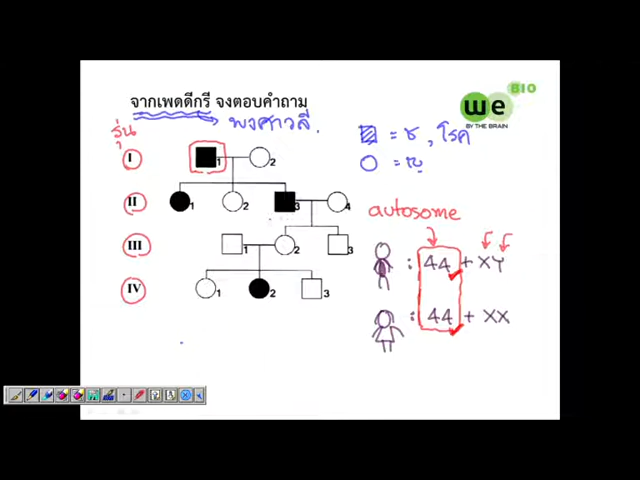 BIO
we
BY THE BRAIN
จากเพดดีกรี จงตอบคำถาม
พงศาวลี
รุ่น
= ช , โรค
= ญ
I
1
2
II
1
2
3
4
autosome
III
1
2
3
: 44 + XY
IV
1
2
3
: 44 + XX